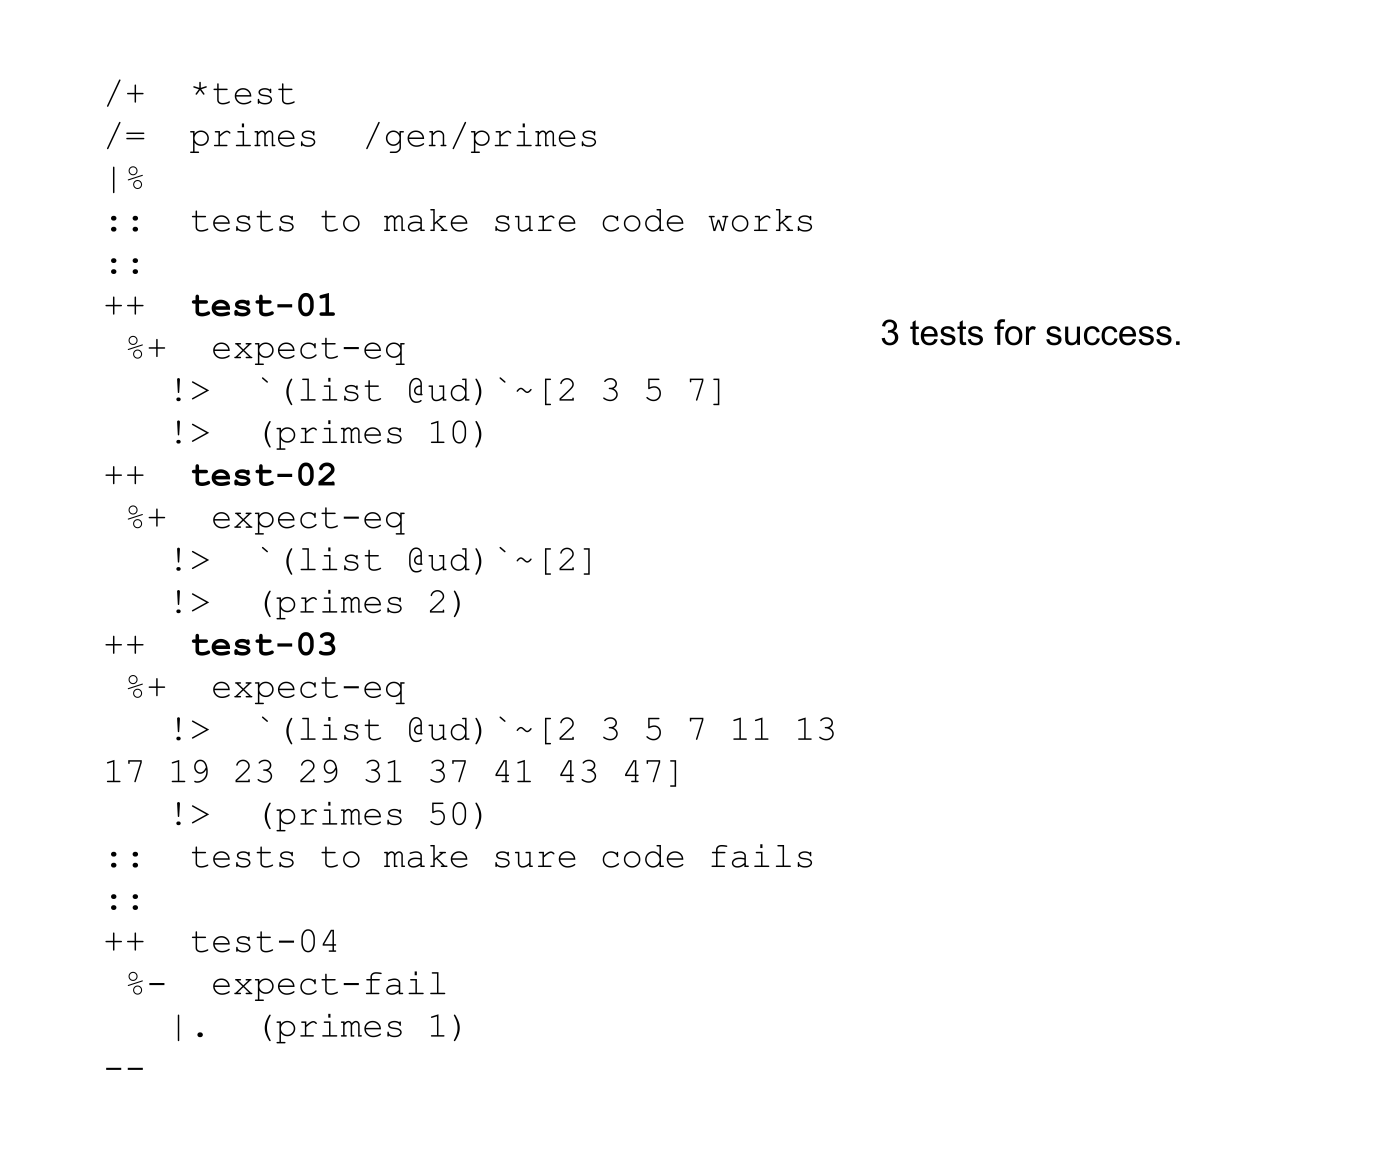 /+  *test
/=  primes  /gen/primes
|%
::  tests to make sure code works
::
++  test-01
 %+  expect-eq
   !>  `(list @ud)`~[2 3 5 7]
   !>  (primes 10)
++  test-02
 %+  expect-eq
   !>  `(list @ud)`~[2]
   !>  (primes 2)
++  test-03
 %+  expect-eq
   !>  `(list @ud)`~[2 3 5 7 11 13
17 19 23 29 31 37 41 43 47]
   !>  (primes 50)
::  tests to make sure code fails
::
++  test-04
 %-  expect-fail
   |.  (primes 1)
--
3 tests for success.